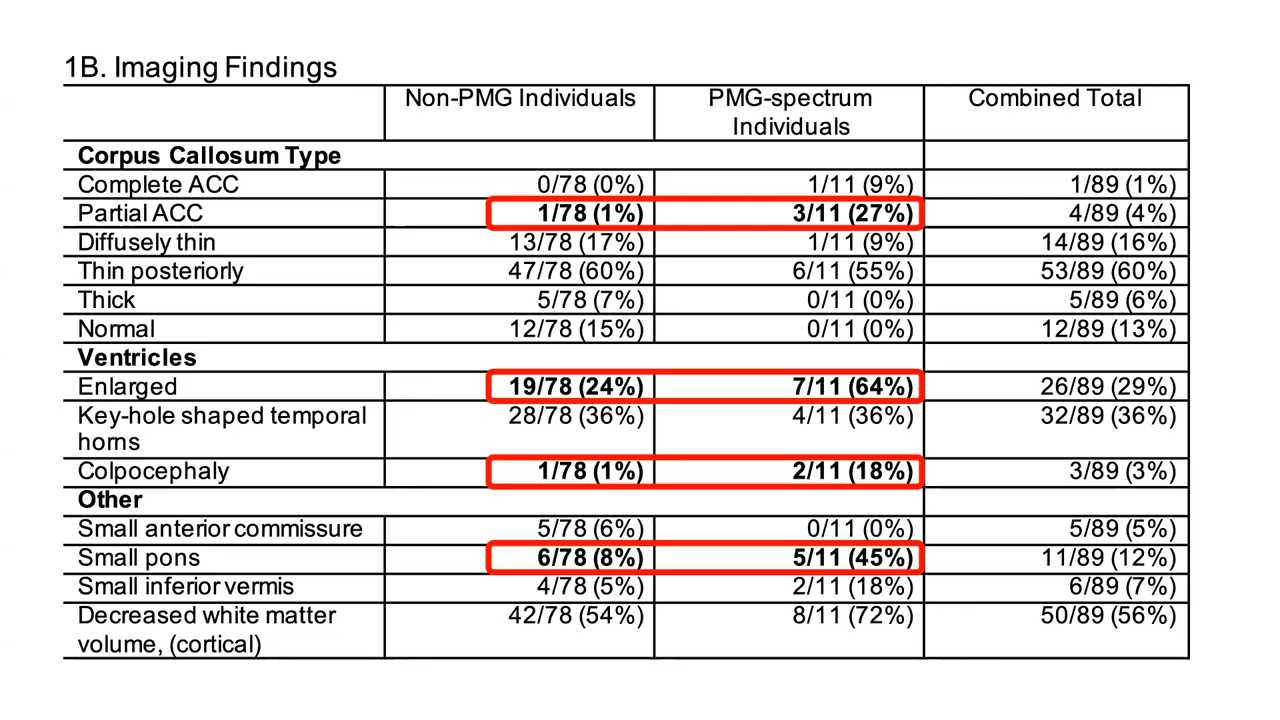 1B. Imaging Findings
Non-PMG Individuals PMG-spectrum Individuals Combined Total
Corpus Callosum Type
Complete ACC 0/78 (0%) 1/11 (9%) 1/89 (1%)
Partial ACC 1/78 (1%) 3/11 (27%) 4/89 (4%)
Diffusely thin 13/78 (17%) 1/11 (9%) 14/89 (16%)
Thin posteriorly 47/78 (60%) 6/11 (55%) 53/89 (60%)
Thick 5/78 (7%) 0/11 (0%) 5/89 (6%)
Normal 12/78 (15%) 0/11 (0%) 12/89 (13%)
Ventricles
Enlarged 19/78 (24%) 7/11 (64%) 26/89 (29%)
Key-hole shaped temporal 28/78 (36%) 4/11 (36%) 32/89 (36%)
horns
Colpocephaly 1/78 (1%) 2/11 (18%) 3/89 (3%)
Other
Small anterior commissure 5/78 (6%) 0/11 (0%) 5/89 (5%)
Small pons 6/78 (8%) 5/11 (45%) 11/89 (12%)
Small inferior vermis 4/78 (5%) 2/11 (18%) 6/89 (7%)
Decreased white matter 42/78 (54%) 8/11 (72%) 50/89 (56%)
volume, (cortical)